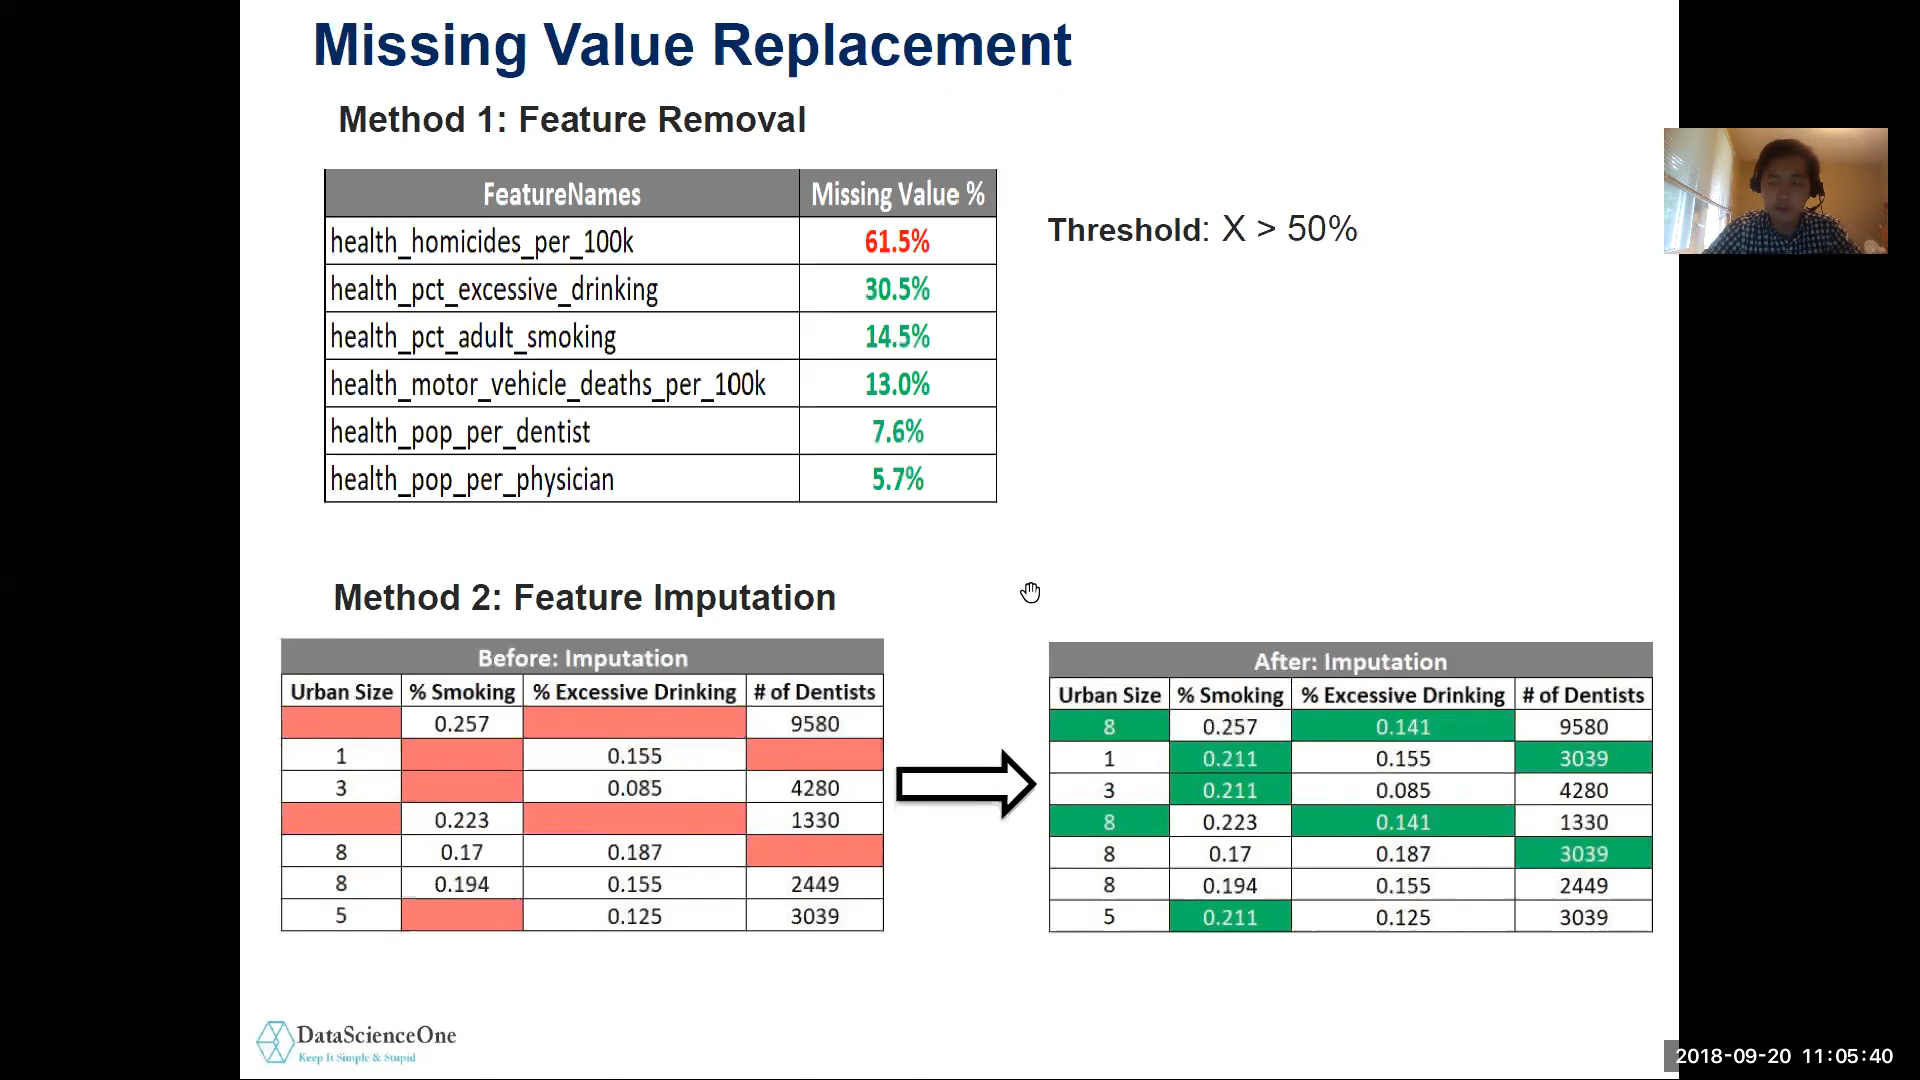 Missing Value Replacement
Method 1: Feature Removal
FeatureNames Missing Value %
health_homicides_per_100k 61.5%
health_pct_excessive_drinking 30.5%
health_pct_adult_smoking 14.5%
health_motor_vehicle_deaths_per_100k 13.0%
health_pop_per_dentist 7.6%
health_pop_per_physician 5.7%
Threshold: X > 50%
Method 2: Feature Imputation
Before: Imputation
Urban Size % Smoking % Excessive Drinking # of Dentists
0.257 9580
1 0.155
3 0.085 4280
0.223 1330
8 0.17 0.187
8 0.194 0.155 2449
5 0.125 3039
After: Imputation
Urban Size % Smoking % Excessive Drinking # of Dentists
8 0.257 0.141 9580
1 0.211 0.155 3039
3 0.211 0.085 4280
8 0.223 0.141 1330
8 0.17 0.187 3039
8 0.194 0.155 2449
5 0.211 0.125 3039
DataScienceOne
Keep It Simple & Stupid
2018-09-20 11:05:40